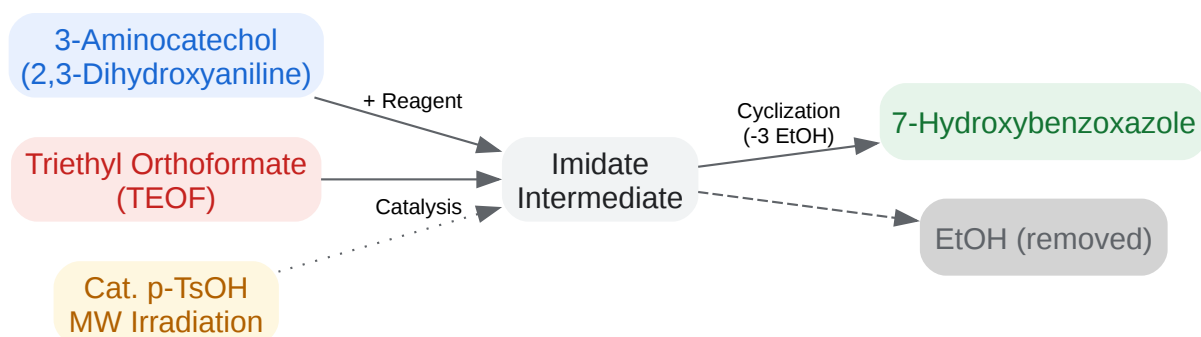 3-Aminocatechol
(2,3-Dihydroxyaniline)
+ Reagent
Triethyl Orthoformate
(TEOF)
Catalysis
Cat. p-TsOH
MW Irradiation
Imidate
Intermediate
Cyclization
(-3 EtOH)
7-Hydroxybenzoxazole
EtOH (removed)